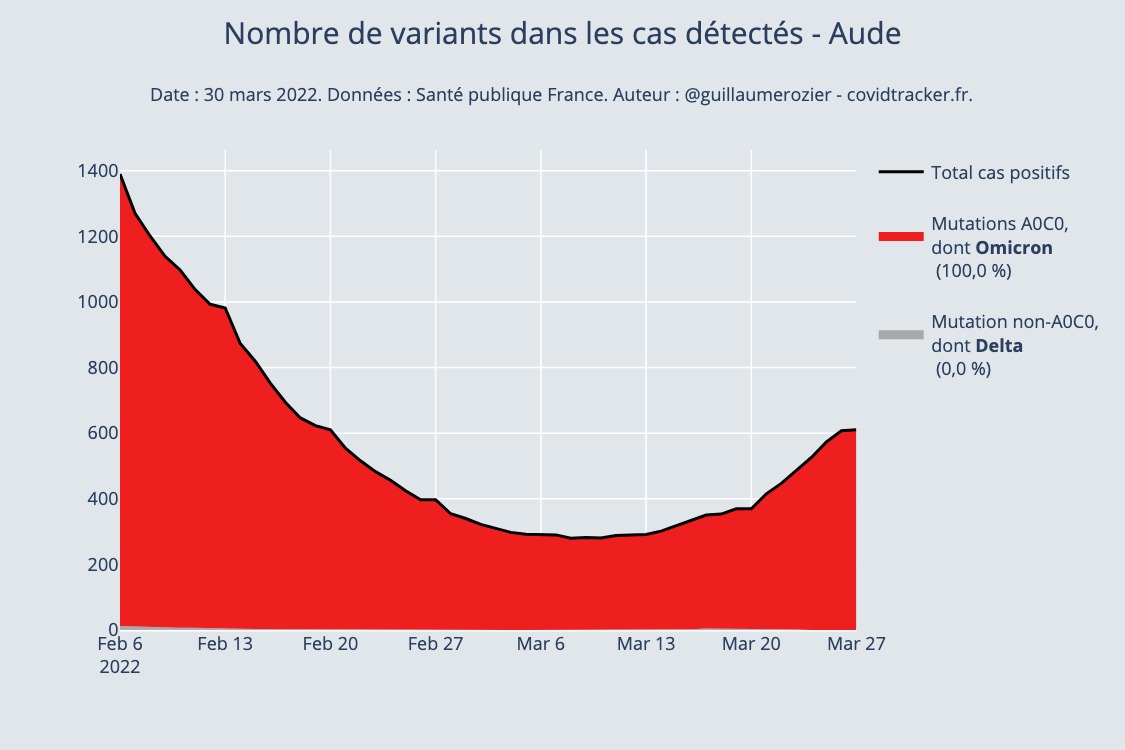 Nombre de variants dans les cas détectés - Aude
Date : 30 mars 2022. Données : Santé publique France. Auteur : @guillaumerozier - covidtracker.fr.
1400
1200
1000
800
600
400
200
0
Feb 6
2022
Feb 13
Feb 20
Feb 27
Mar 6
Mar 13
Mar 20
Mar 27
Total cas positifs
Mutations A0C0,
dont Omicron
(100,0 %)
Mutation non-A0C0,
dont Delta
(0,0 %)